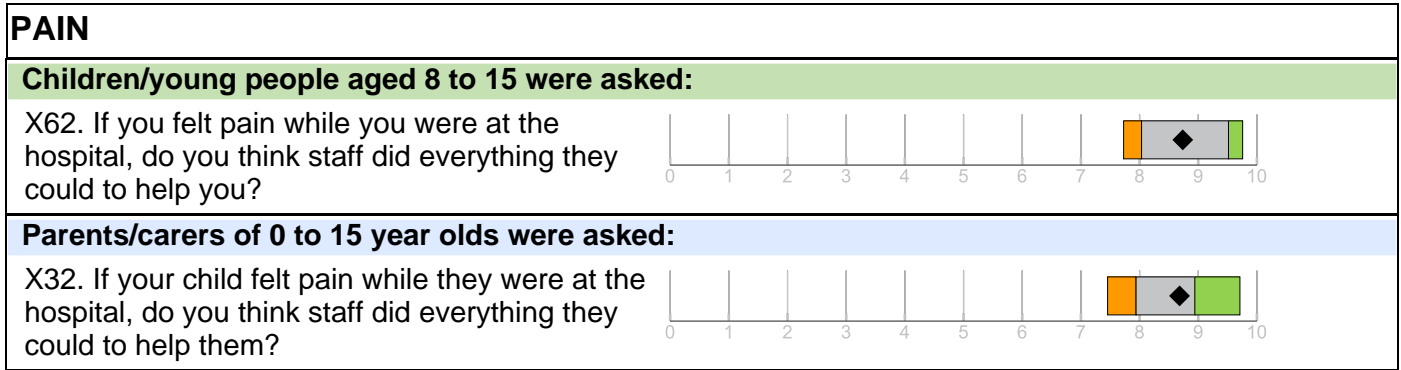 PAIN
Children/young people aged 8 to 15 were asked:
X62. If you felt pain while you were at the
hospital, do you think staff did everything they
could to help you?
0 1 2 3 4 5 6 7 8 9 10
Parents/carers of 0 to 15 year olds were asked:
X32. If your child felt pain while they were at the
hospital, do you think staff did everything they
could to help them?
0 1 2 3 4 5 6 7 8 9 10